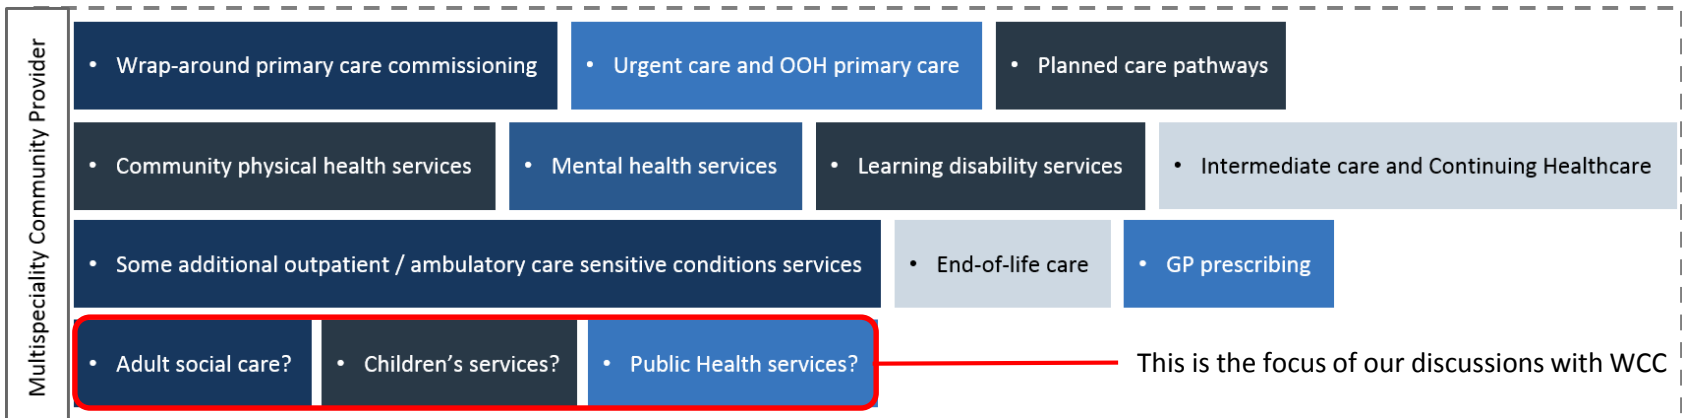 Multispeciality Community Provider
• Wrap-around primary care commissioning
• Urgent care and OOH primary care
• Planned care pathways
• Community physical health services
• Mental health services
• Learning disability services
• Intermediate care and Continuing Healthcare
• Some additional outpatient / ambulatory care sensitive conditions services
• End-of-life care
• GP prescribing
• Adult social care?
• Children’s services?
• Public Health services?
This is the focus of our discussions with WCC